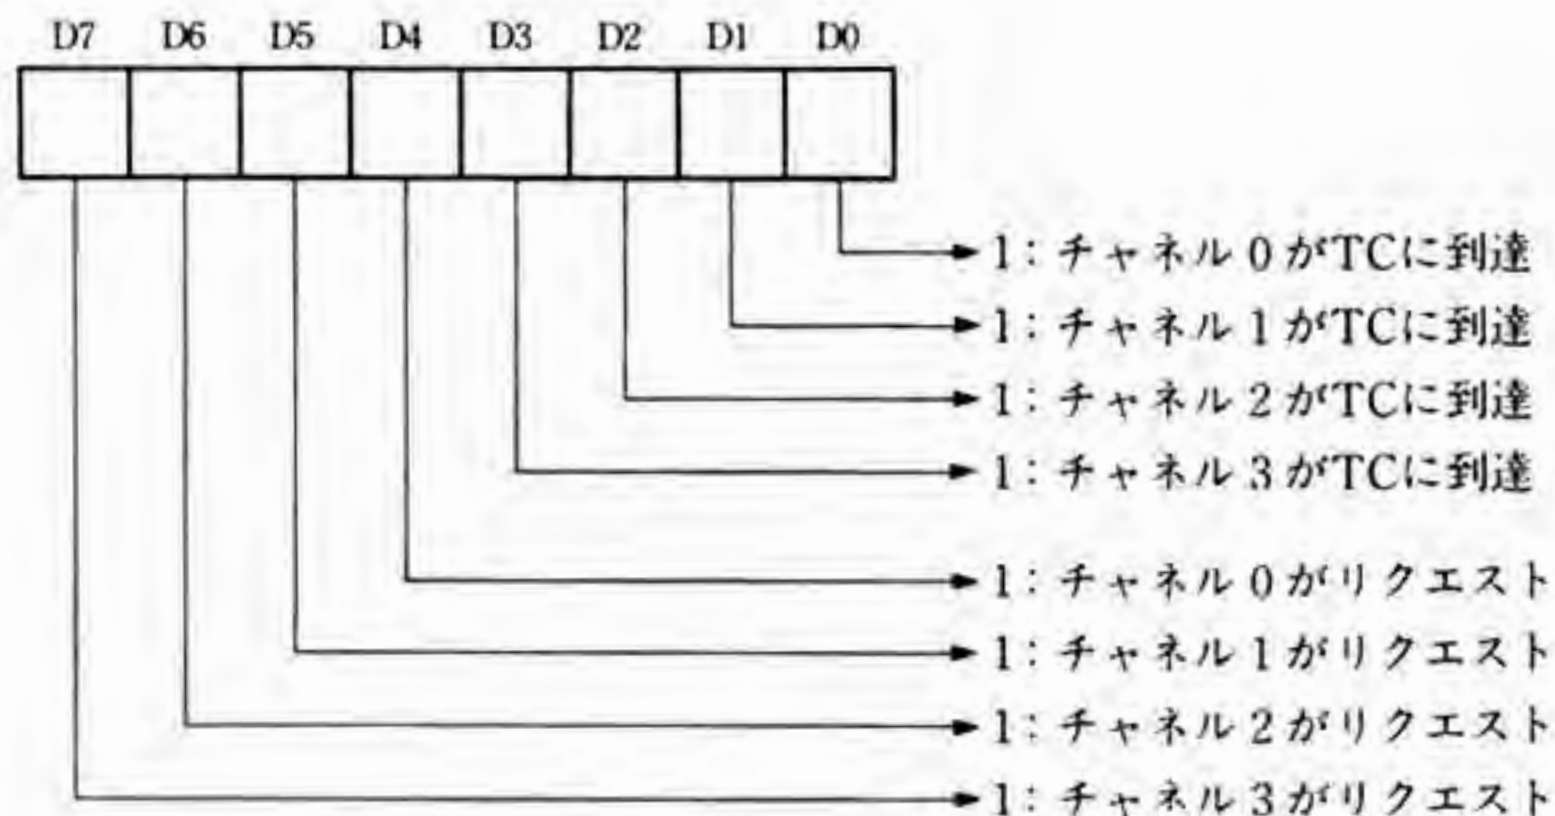 D7 D6 D5 D4 D3 D2 D1 D0
1:チャネル0がTCに到達
1:チャネル1がTCに到達
1:チャネル2がTCに到達
1:チャネル3がTCに到達
1:チャネル0がリクエスト
1:チャネル1がリクエスト
1:チャネル2がリクエスト
1:チャネル3がリクエスト